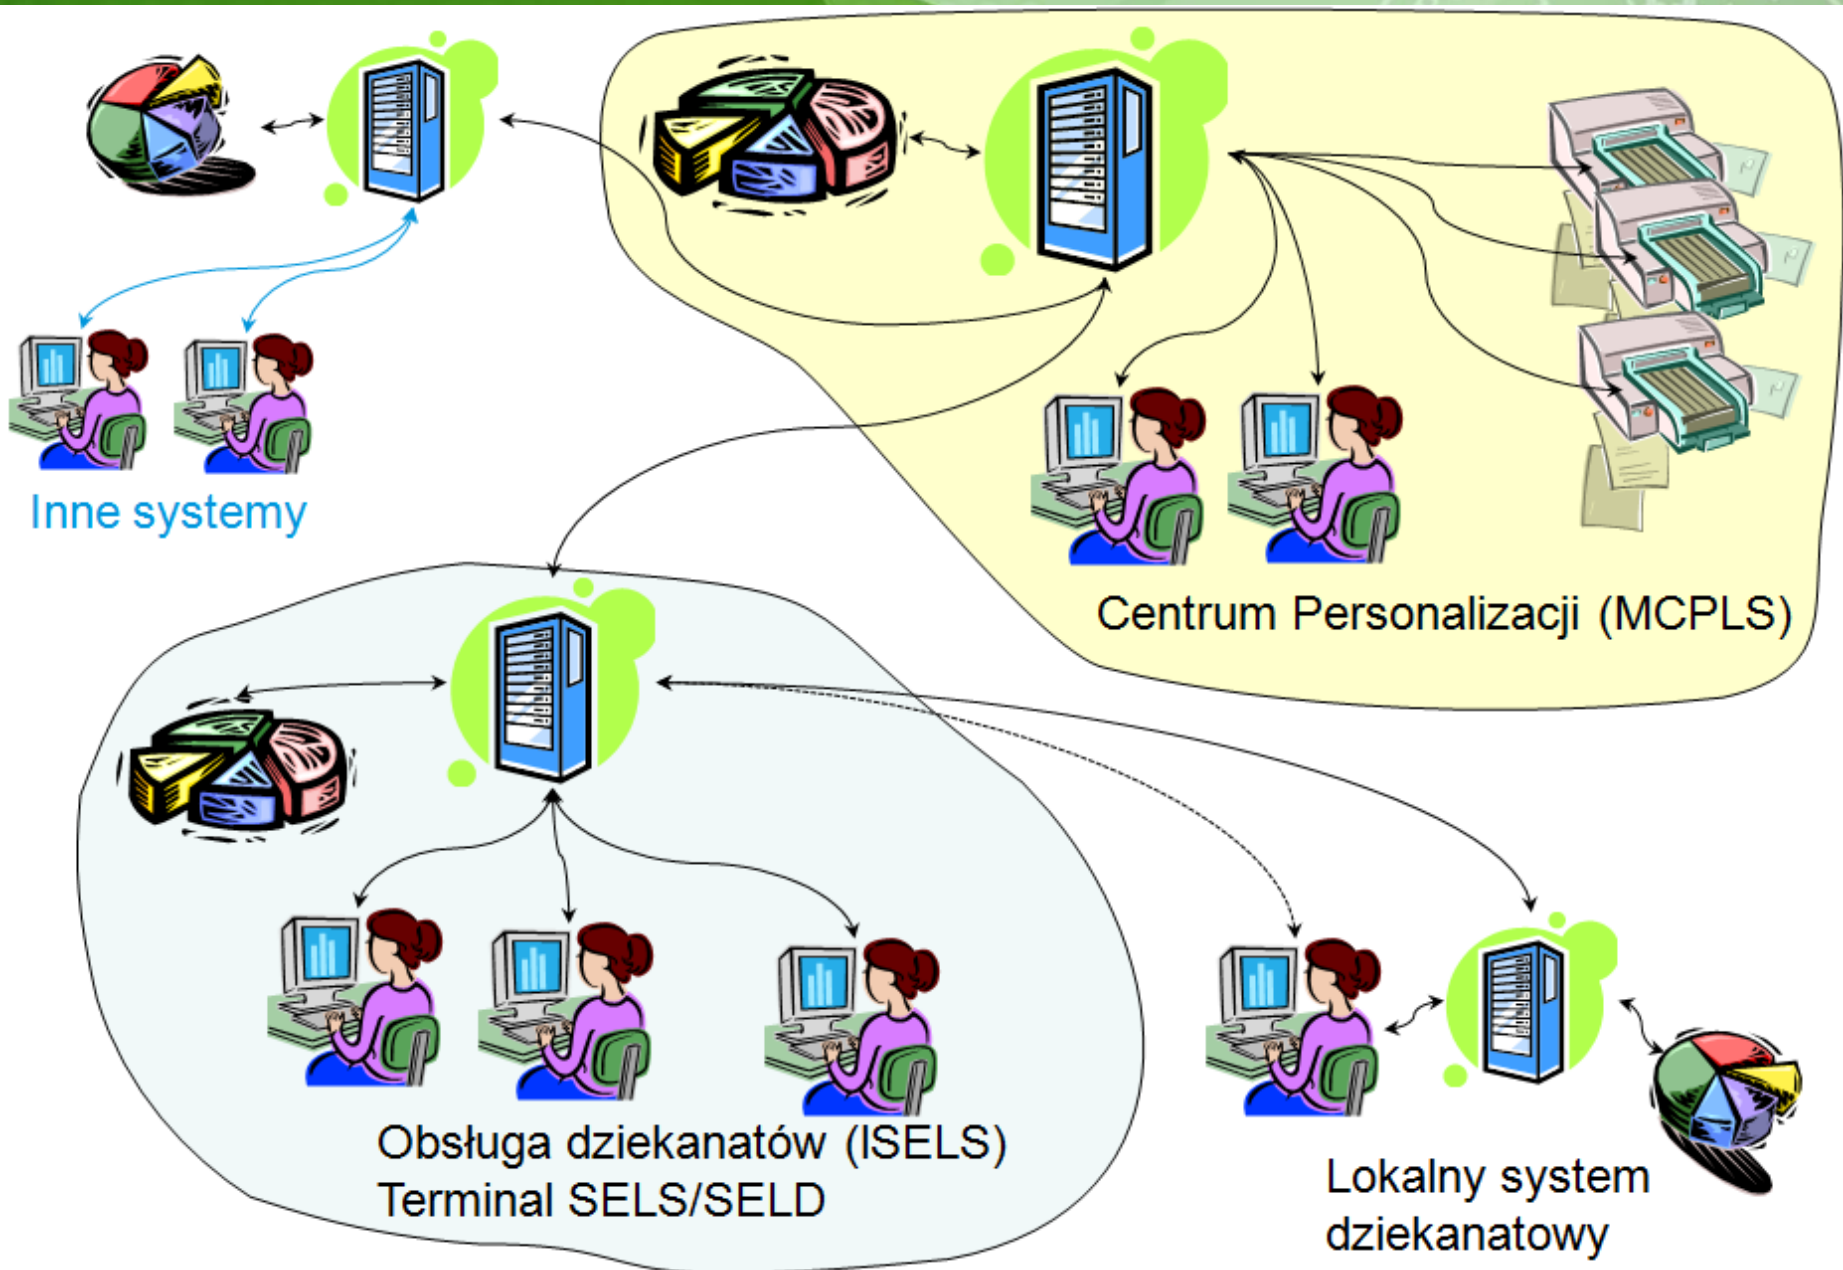 Inne systemy
Centrum Personalizacji (MCPLS)
Obsługa dziekanatów (ISELS)
Terminal SELS/SELD
Lokalny system
dziekanatowy